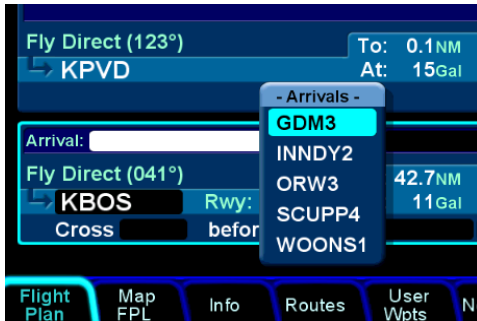 Fly Direct (123°)
To: 0.1NM
KPVD
At: 15Gal
- Arrivals -
GDM3
INNDY2
ORW3
SCUPP4
WOONS1
Arrival:
Fly Direct (041°)
42.7NM
KBOS
Rwy:
11Gal
Cross
befor
Flight Plan
Map FPL
Info
Routes
User Wpts
N